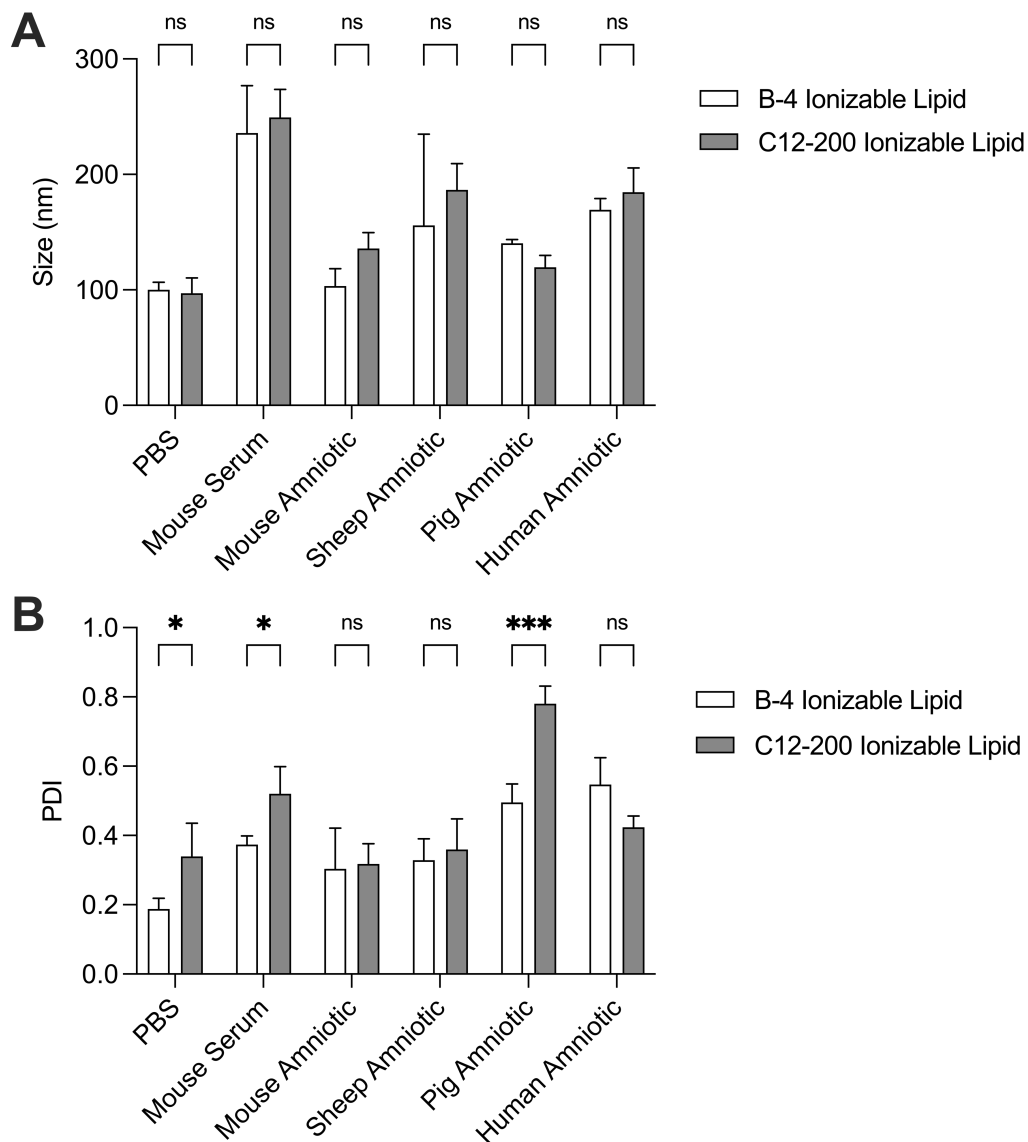 A
ns ns ns ns ns ns
300
200
100
0
Size (nm)
B-4 Ionizable Lipid
C12-200 Ionizable Lipid
PBS
Mouse Serum
Mouse Amniotic
Sheep Amniotic
Pig Amniotic
Human Amniotic
B
* * ns ns *** ns
1.0
0.8
0.6
0.4
0.2
0.0
PDI
B-4 Ionizable Lipid
C12-200 Ionizable Lipid
PBS
Mouse Serum
Mouse Amniotic
Sheep Amniotic
Pig Amniotic
Human Amniotic